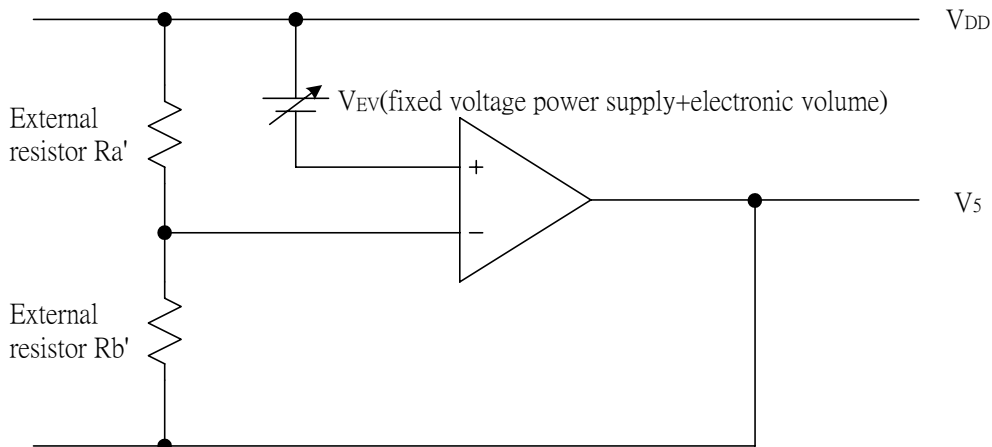 VDD
VEV(fixed voltage power supply+electronic volume)
External
resistor Ra'
+
V5
−
External
resistor Rb'